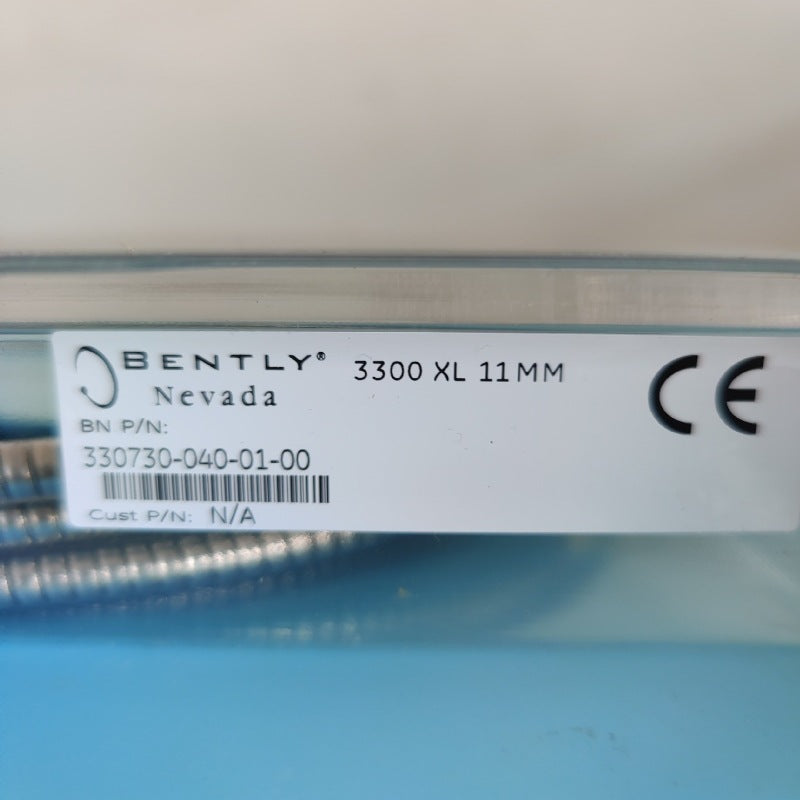 BENTLY® 3300 XL 11MM
Nevada
BN P/N:
330730-040-01-00
Cust P/N: N/A
CE